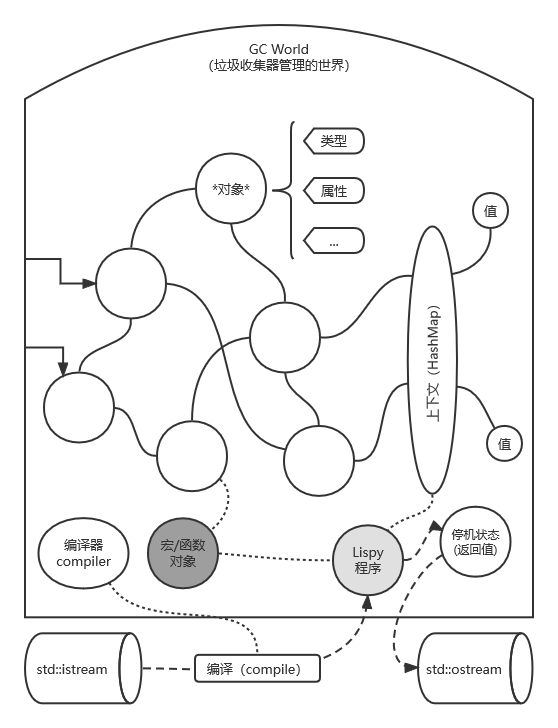 GC World
（垃圾收集器管理的世界）
类型
*对象*
属性
...
值
上下文（HashMap）
值
编译器
compiler
宏/函数
对象
Lispy
程序
停机状态
(返回值)
std::istream
编译（compile）
std::ostream